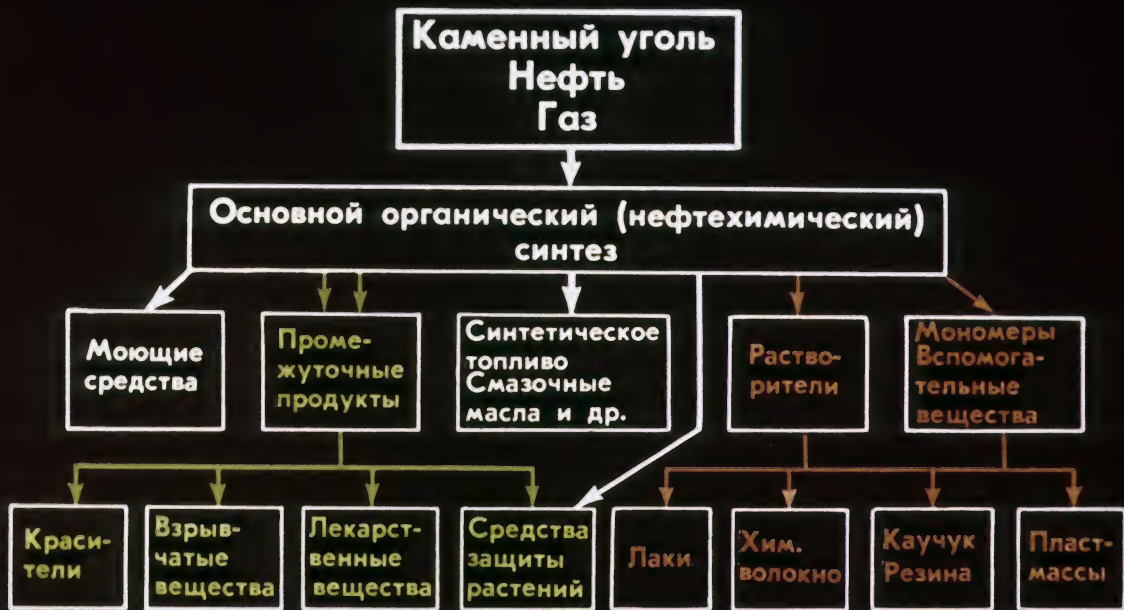 Каменный уголь
Нефть
Газ
Основной органический (нефтехимический)
синтез
Моющие
средства
Проме-
жуточные
продукты
Синтетическое
топливо
Смазочные
масла и др.
Раство-
рители
Мономеры
Вспомога-
тельные
вещества
Краси-
тели
Взрыв-
чатые
вещества
Лекарст-
венные
вещества
Средства
защиты
растений
Лаки
Хим.
волокно
Каучук
Резина
Пласт-
массы